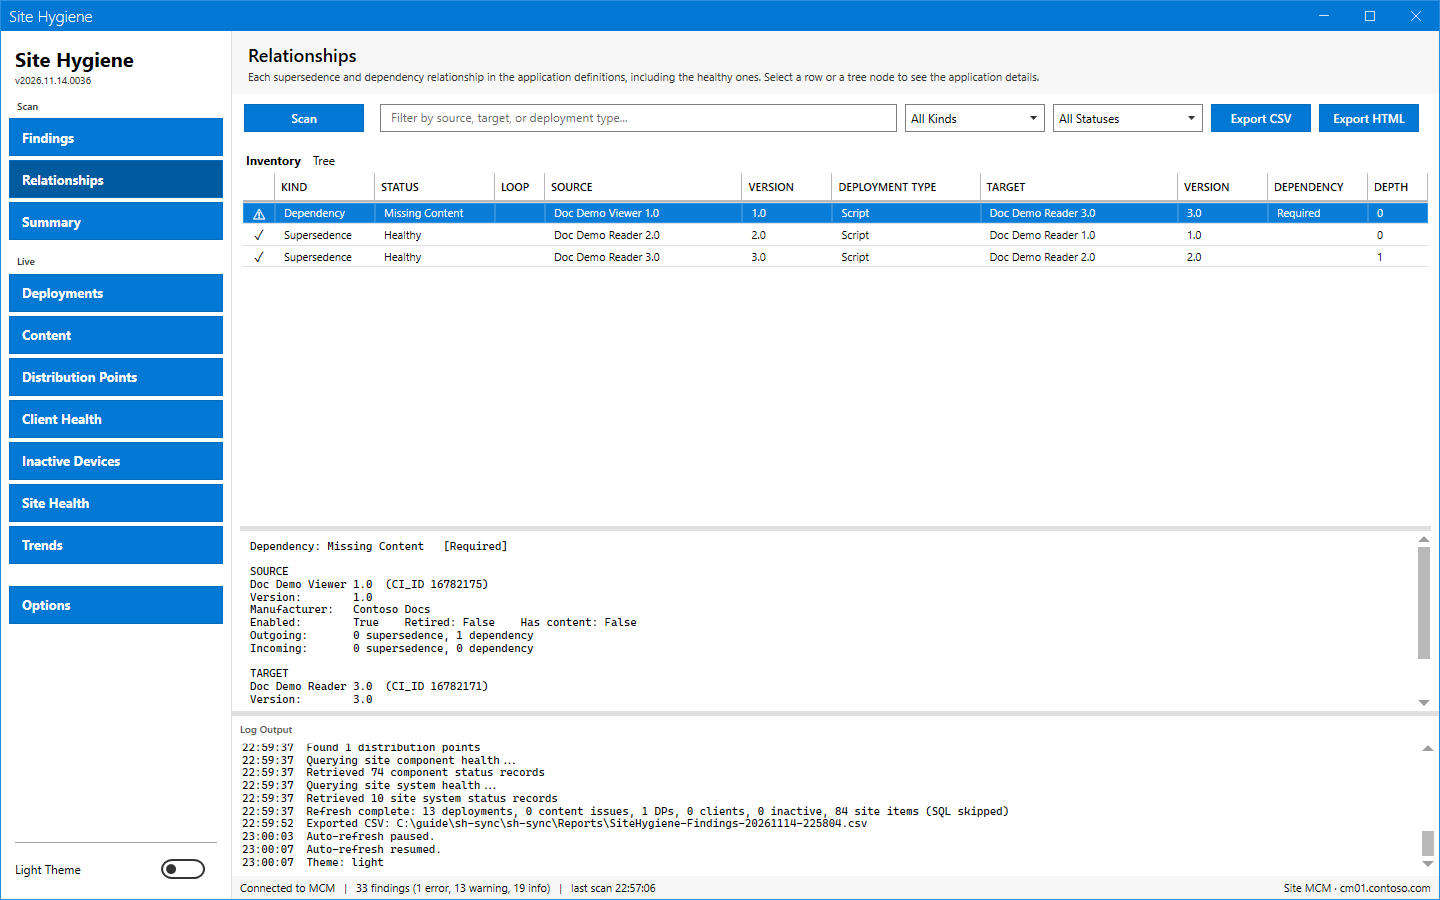 Site Hygiene
Site Hygiene
v2026.11.14.0036
Scan
Findings
Relationships
Summary
Live
Deployments
Content
Distribution Points
Client Health
Inactive Devices
Site Health
Trends
Options
Light Theme
Relationships
Each supersedence and dependency relationship in the application definitions, including the healthy ones. Select a row or a tree node to see the application details.
Scan
Filter by source, target, or deployment type...
All Kinds
All Statuses
Export CSV
Export HTML
Inventory Tree
KIND STATUS LOOP SOURCE VERSION DEPLOYMENT TYPE TARGET VERSION DEPENDENCY DEPTH
Dependency Missing Content Doc Demo Viewer 1.0 1.0 Script Doc Demo Reader 3.0 3.0 Required 0
Supersedence Healthy Doc Demo Reader 2.0 2.0 Script Doc Demo Reader 1.0 1.0 0
Supersedence Healthy Doc Demo Reader 3.0 3.0 Script Doc Demo Reader 2.0 2.0 1
Dependency: Missing Content [Required]
SOURCE
Doc Demo Viewer 1.0 (CI_ID 16782175)
Version: 1.0
Manufacturer: Contoso Docs
Enabled: True Retired: False Has content: False
Outgoing: 0 supersedence, 1 dependency
Incoming: 0 supersedence, 0 dependency
TARGET
Doc Demo Reader 3.0 (CI_ID 16782171)
Version: 3.0
Log Output
22:59:37 Found 1 distribution points
22:59:37 Querying site component health...
22:59:37 Retrieved 74 component status records
22:59:37 Querying site system health...
22:59:37 Retrieved 10 site system status records
22:59:37 Refresh complete: 13 deployments, 0 content issues, 1 DPs, 0 clients, 0 inactive, 84 site items (SQL skipped)
22:59:52 Exported CSV: C:\guide\sh-sync\sh-sync\Reports\SiteHygiene-Findings-20261114-225804.csv
23:00:03 Auto-refresh paused.
23:00:07 Auto-refresh resumed.
23:00:07 Theme: light
Connected to MCM | 33 findings (1 error, 13 warning, 19 info) | last scan 22:57:06
Site MCM · cm01.contoso.com